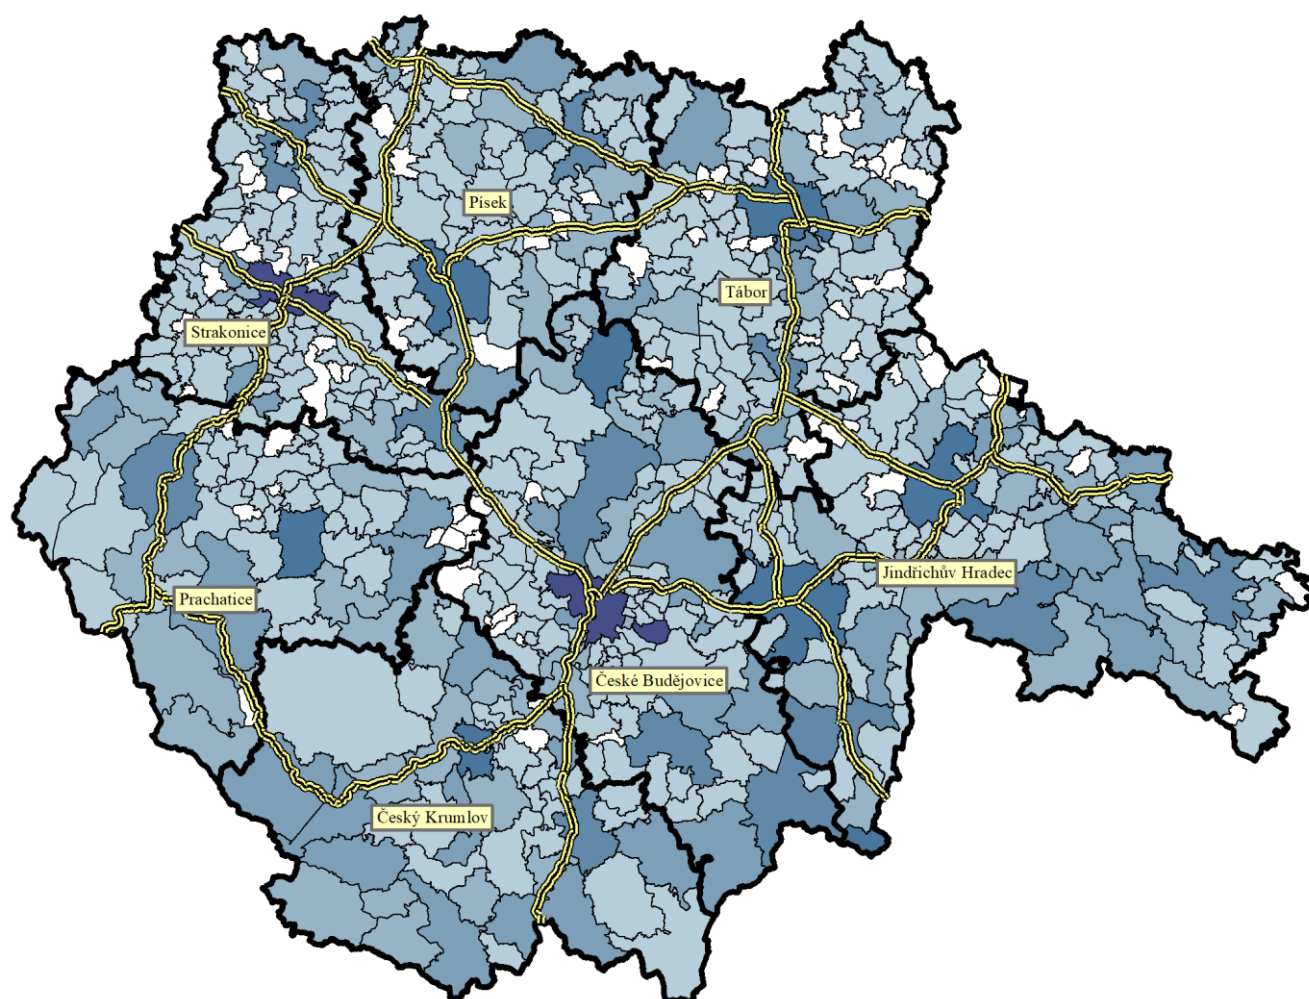 Písek
Tábor
Strakonice
Jindřichův Hradec
Prachatice
České Budějovice
Český Krumlov